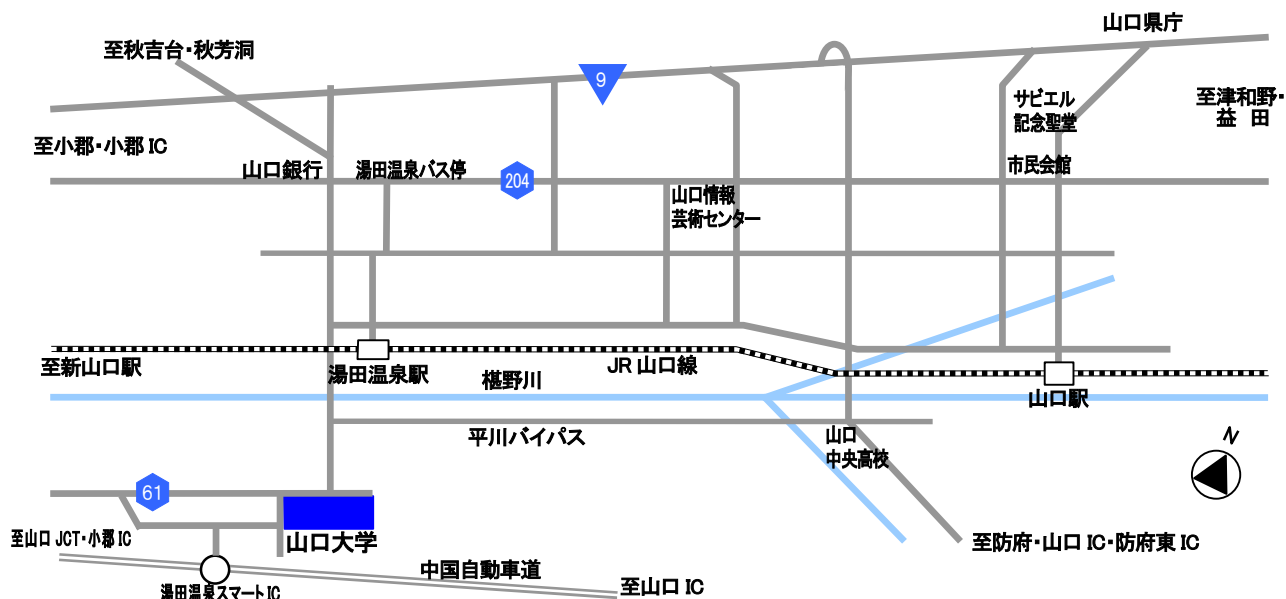 山口県庁
至秋吉台・秋芳洞
9
サビエル
記念聖堂
至津和野・
益 田
至小郡・小郡 IC
山口銀行
湯田温泉バス停
204
市民会館
山口情報
芸術センター
至新山口駅
湯田温泉駅
椹野川
JR 山口線
山口駅
平川バイパス
山口
中央高校
N
61
至山口 JCT・小郡 IC
山口大学
至防府・山口 IC・防府東 IC
中国自動車道
至山口 IC
湯田温泉スマート IC